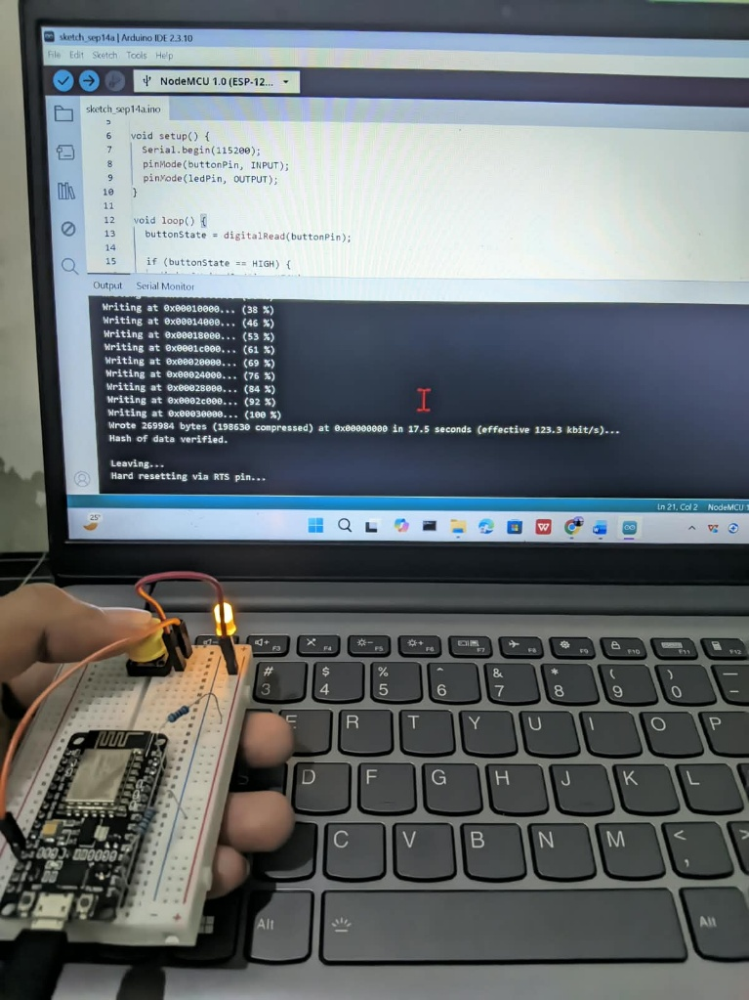 sketch_sep14a | Arduino IDE 2.3.10
File Edit Sketch Tools Help
NodeMCU 1.0 (ESP-12...
sketch_sep14a.ino
5
6 void setup() {
7 Serial.begin(115200);
8 pinMode(buttonPin, INPUT);
9 pinMode(ledPin, OUTPUT);
10 }
11
12 void loop() {
13 buttonState = digitalRead(buttonPin);
14
15 if (buttonState == HIGH) {
Output Serial Monitor
Writing at 0x00010000... (38 %)
Writing at 0x00014000... (46 %)
Writing at 0x00018000... (53 %)
Writing at 0x0001c000... (61 %)
Writing at 0x00020000... (69 %)
Writing at 0x00024000... (76 %)
Writing at 0x00028000... (84 %)
Writing at 0x0002c000... (92 %)
Writing at 0x00030000... (100 %)
Wrote 269984 bytes (198630 compressed) at 0x00000000 in 17.5 seconds (effective 123.3 kbit/s)...
Hash of data verified.
Leaving...
Hard resetting via RTS pin...
Ln 21, Col 2 NodeMCU 1
25°
F3 F4 F5 F6 F7 F8 F9 F10 F11 F12
# 3 $ 4 % 5 ^ 6 & 7 * 8 ( 9 ) 0 — -
E R T Y U I O P
D F G H J K L
C V B N M < , >
Alt Alt